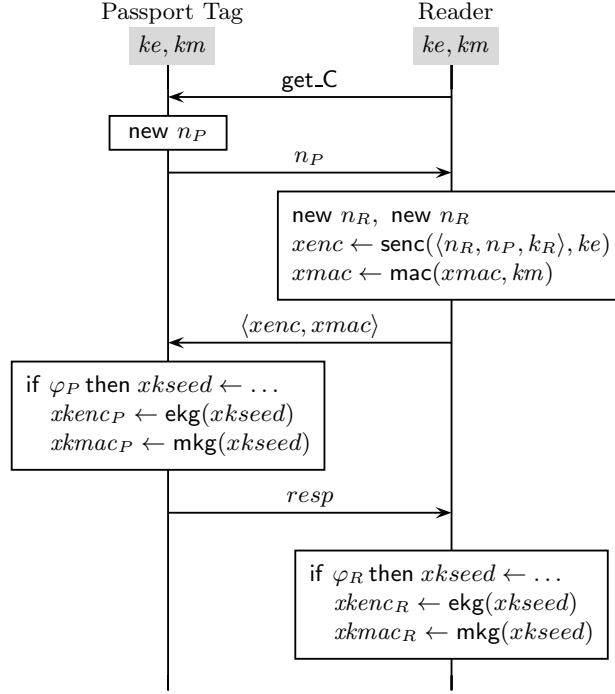 Passport Tag
Reader
ke, km
ke, km
get_C
new n_P
n_P
new n_R, new n_R
xenc ← senc(⟨n_R, n_P, k_R⟩, ke)
xmac ← mac(xmac, km)
⟨xenc, xmac⟩
if φ_P then xkseed ← ...
xkenc_P ← ekg(xkseed)
xkmac_P ← mkg(xkseed)
resp
if φ_R then xkseed ← ...
xkenc_R ← ekg(xkseed)
xkmac_R ← mkg(xkseed)